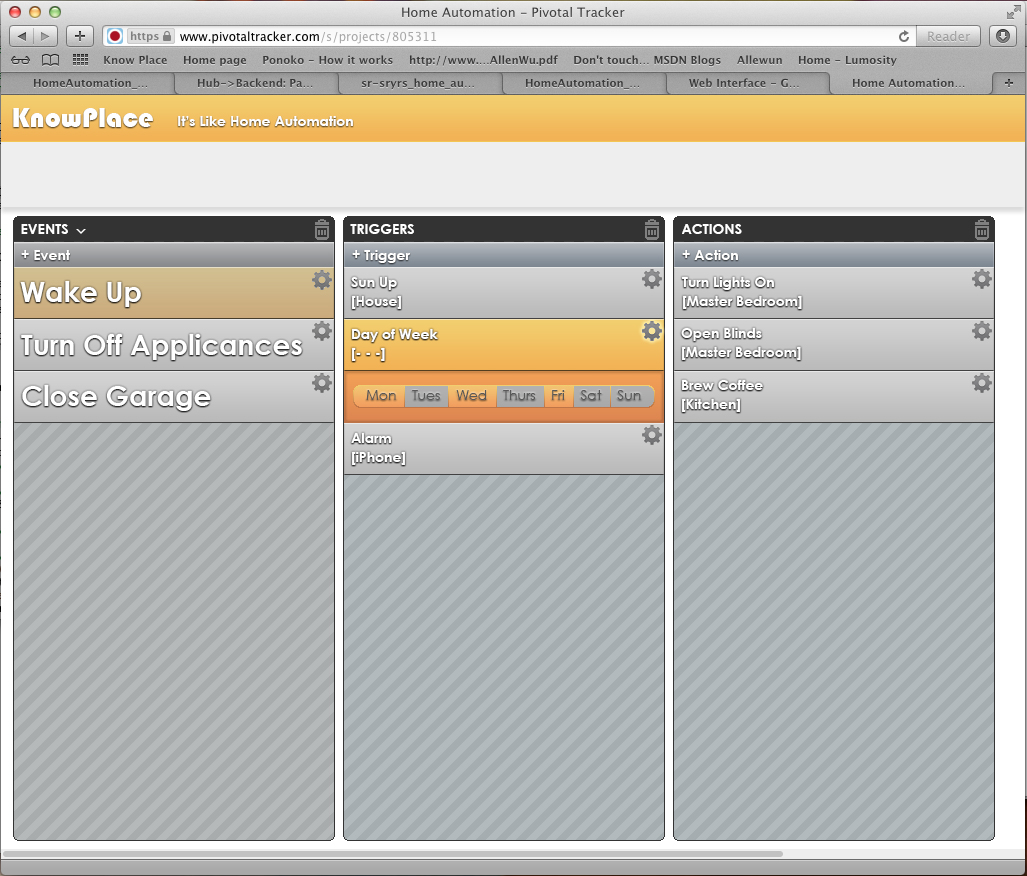 Home Automation – Pivotal Tracker
https www.pivotaltracker.com/s/projects/805311 Reader
Know Place Home page Ponoko – How it works http://www....AllenWu.pdf Don't touch... MSDN Blogs Allewun Home – Lumosity
HomeAutomation_... Hub->Backend: Pa... sr-sryrs_home_au... HomeAutomation_... Web Interface – G... Home Automation...
KnowPlace It's Like Home Automation
EVENTS
+ Event
Wake Up
Turn Off Applicances
Close Garage
TRIGGERS
+ Trigger
Sun Up
[House]
Day of Week
[- - -]
Mon Tues Wed Thurs Fri Sat Sun
Alarm
[iPhone]
ACTIONS
+ Action
Turn Lights On
[Master Bedroom]
Open Blinds
[Master Bedroom]
Brew Coffee
[Kitchen]